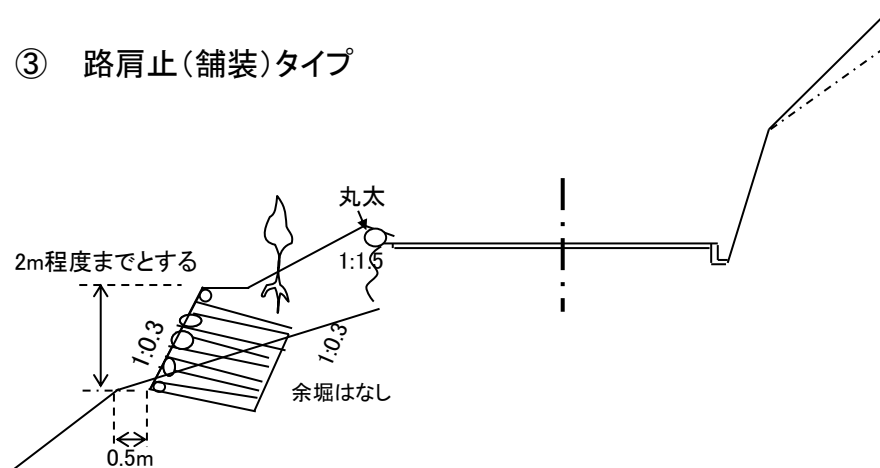 ③　路肩止（舗装）タイプ
丸太
2m程度までとする
1:1.5
1:0.3
1:0.3
余堀はなし
0.5m